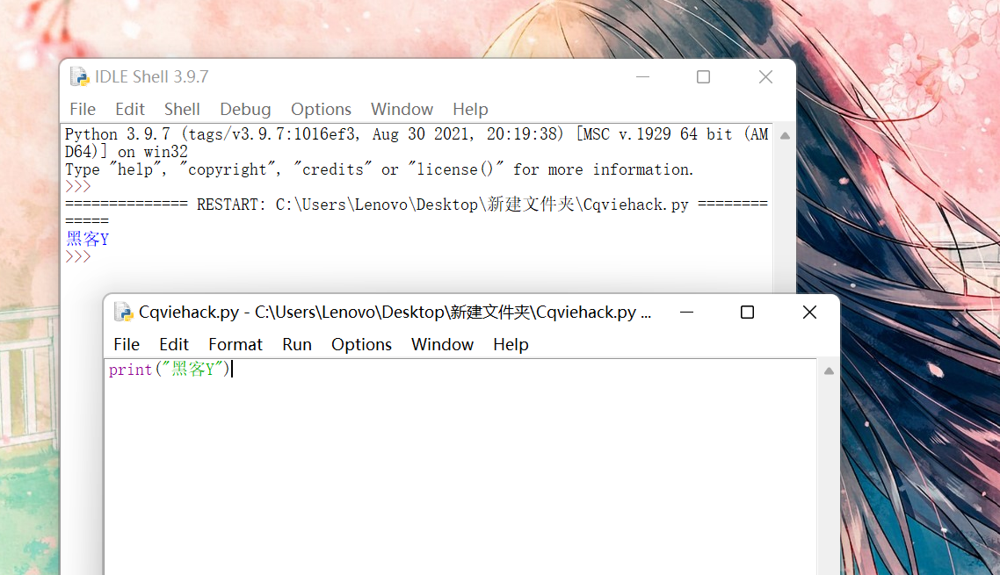 IDLE Shell 3.9.7
File Edit Shell Debug Options Window Help
Python 3.9.7 (tags/v3.9.7:1016ef3, Aug 30 2021, 20:19:38) [MSC v.1929 64 bit (AM
D64)] on win32
Type "help", "copyright", "credits" or "license()" for more information.
>>>
============== RESTART: C:\Users\Lenovo\Desktop\新建文件夹\Cqviehack.py ========
=====
黑客Y
>>>
Cqviehack.py - C:\Users\Lenovo\Desktop\新建文件夹\Cqviehack.py ...
File Edit Format Run Options Window Help
print("黑客Y")